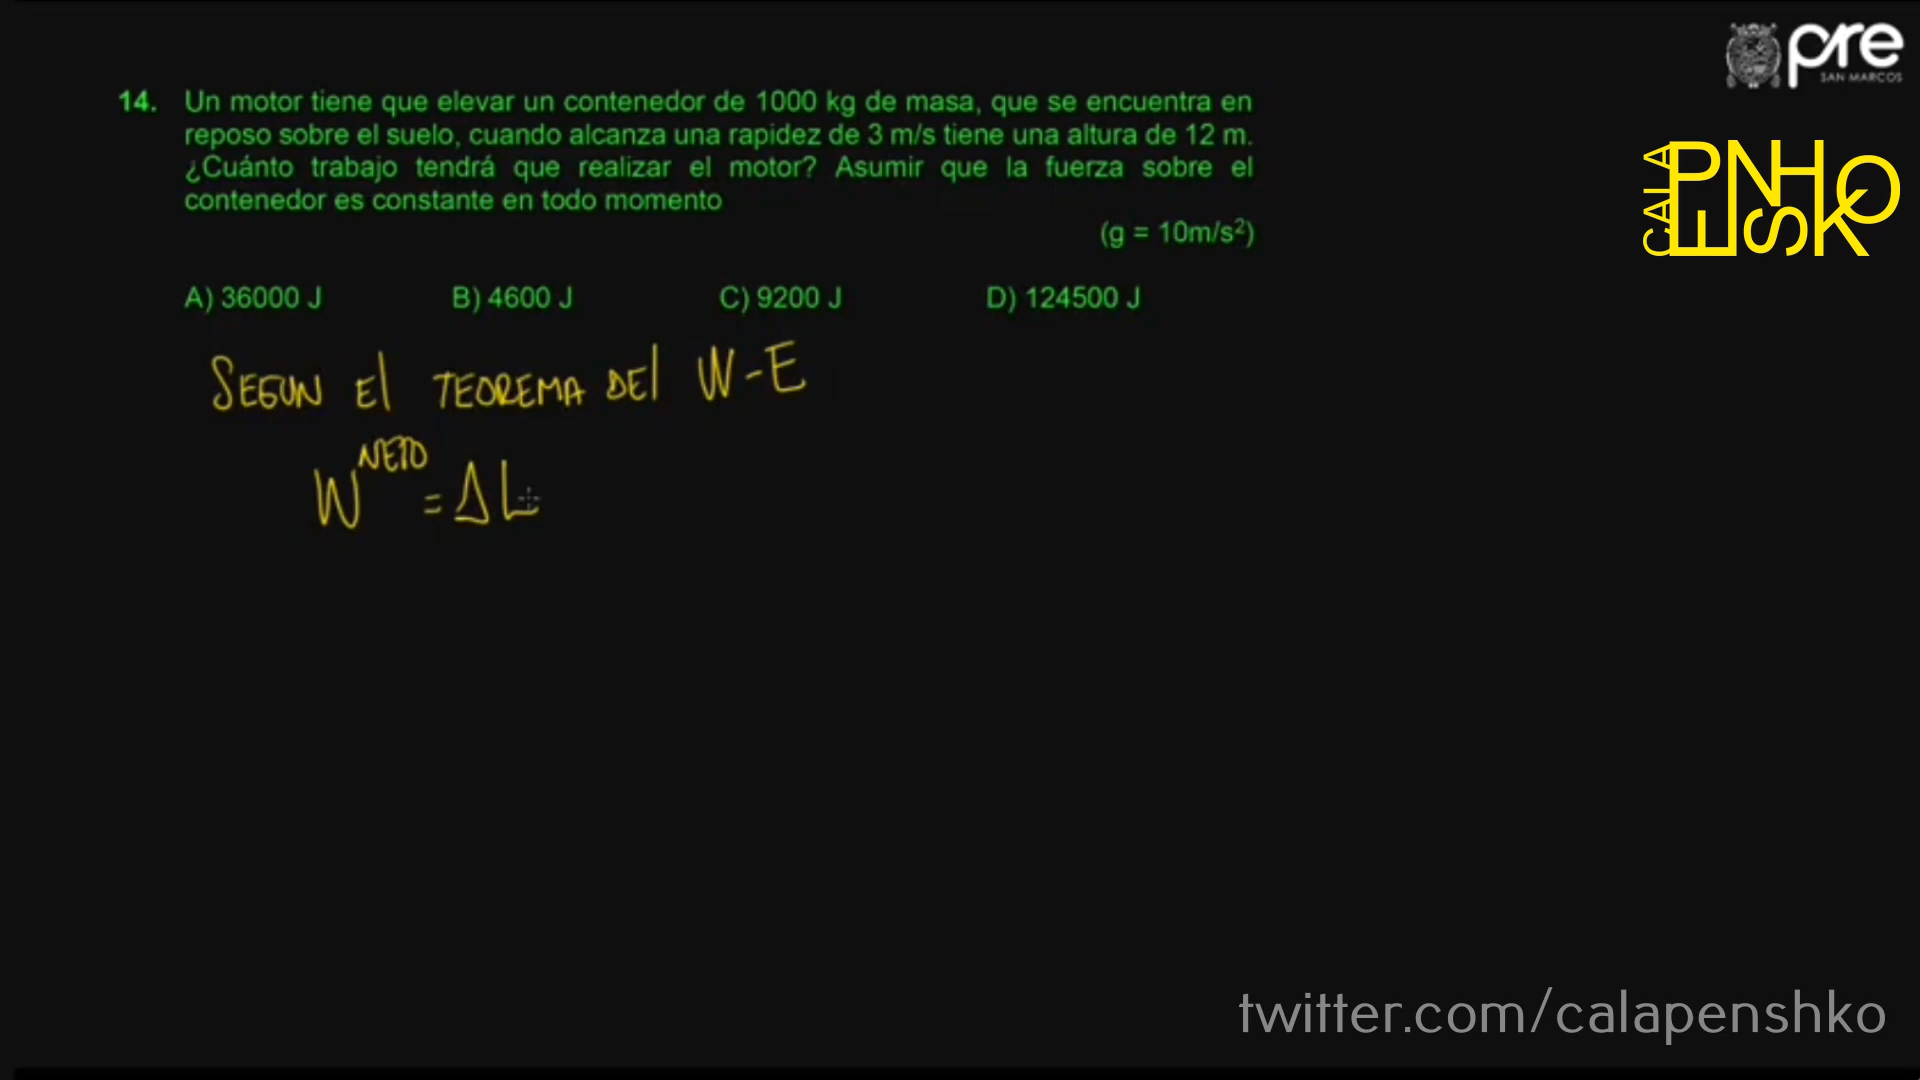 pre
SAN MARCOS
14. Un motor tiene que elevar un contenedor de 1000 kg de masa, que se encuentra en
reposo sobre el suelo, cuando alcanza una rapidez de 3 m/s tiene una altura de 12 m.
¿Cuánto trabajo tendrá que realizar el motor? Asumir que la fuerza sobre el
contenedor es constante en todo momento
(g = 10m/s²)
CALA PENSHKO
A) 36000 J B) 4600 J C) 9200 J D) 124500 J
SEGUN El TEOREMA DEl W-E
W^NETO = Δ
twitter.com/calapenshko